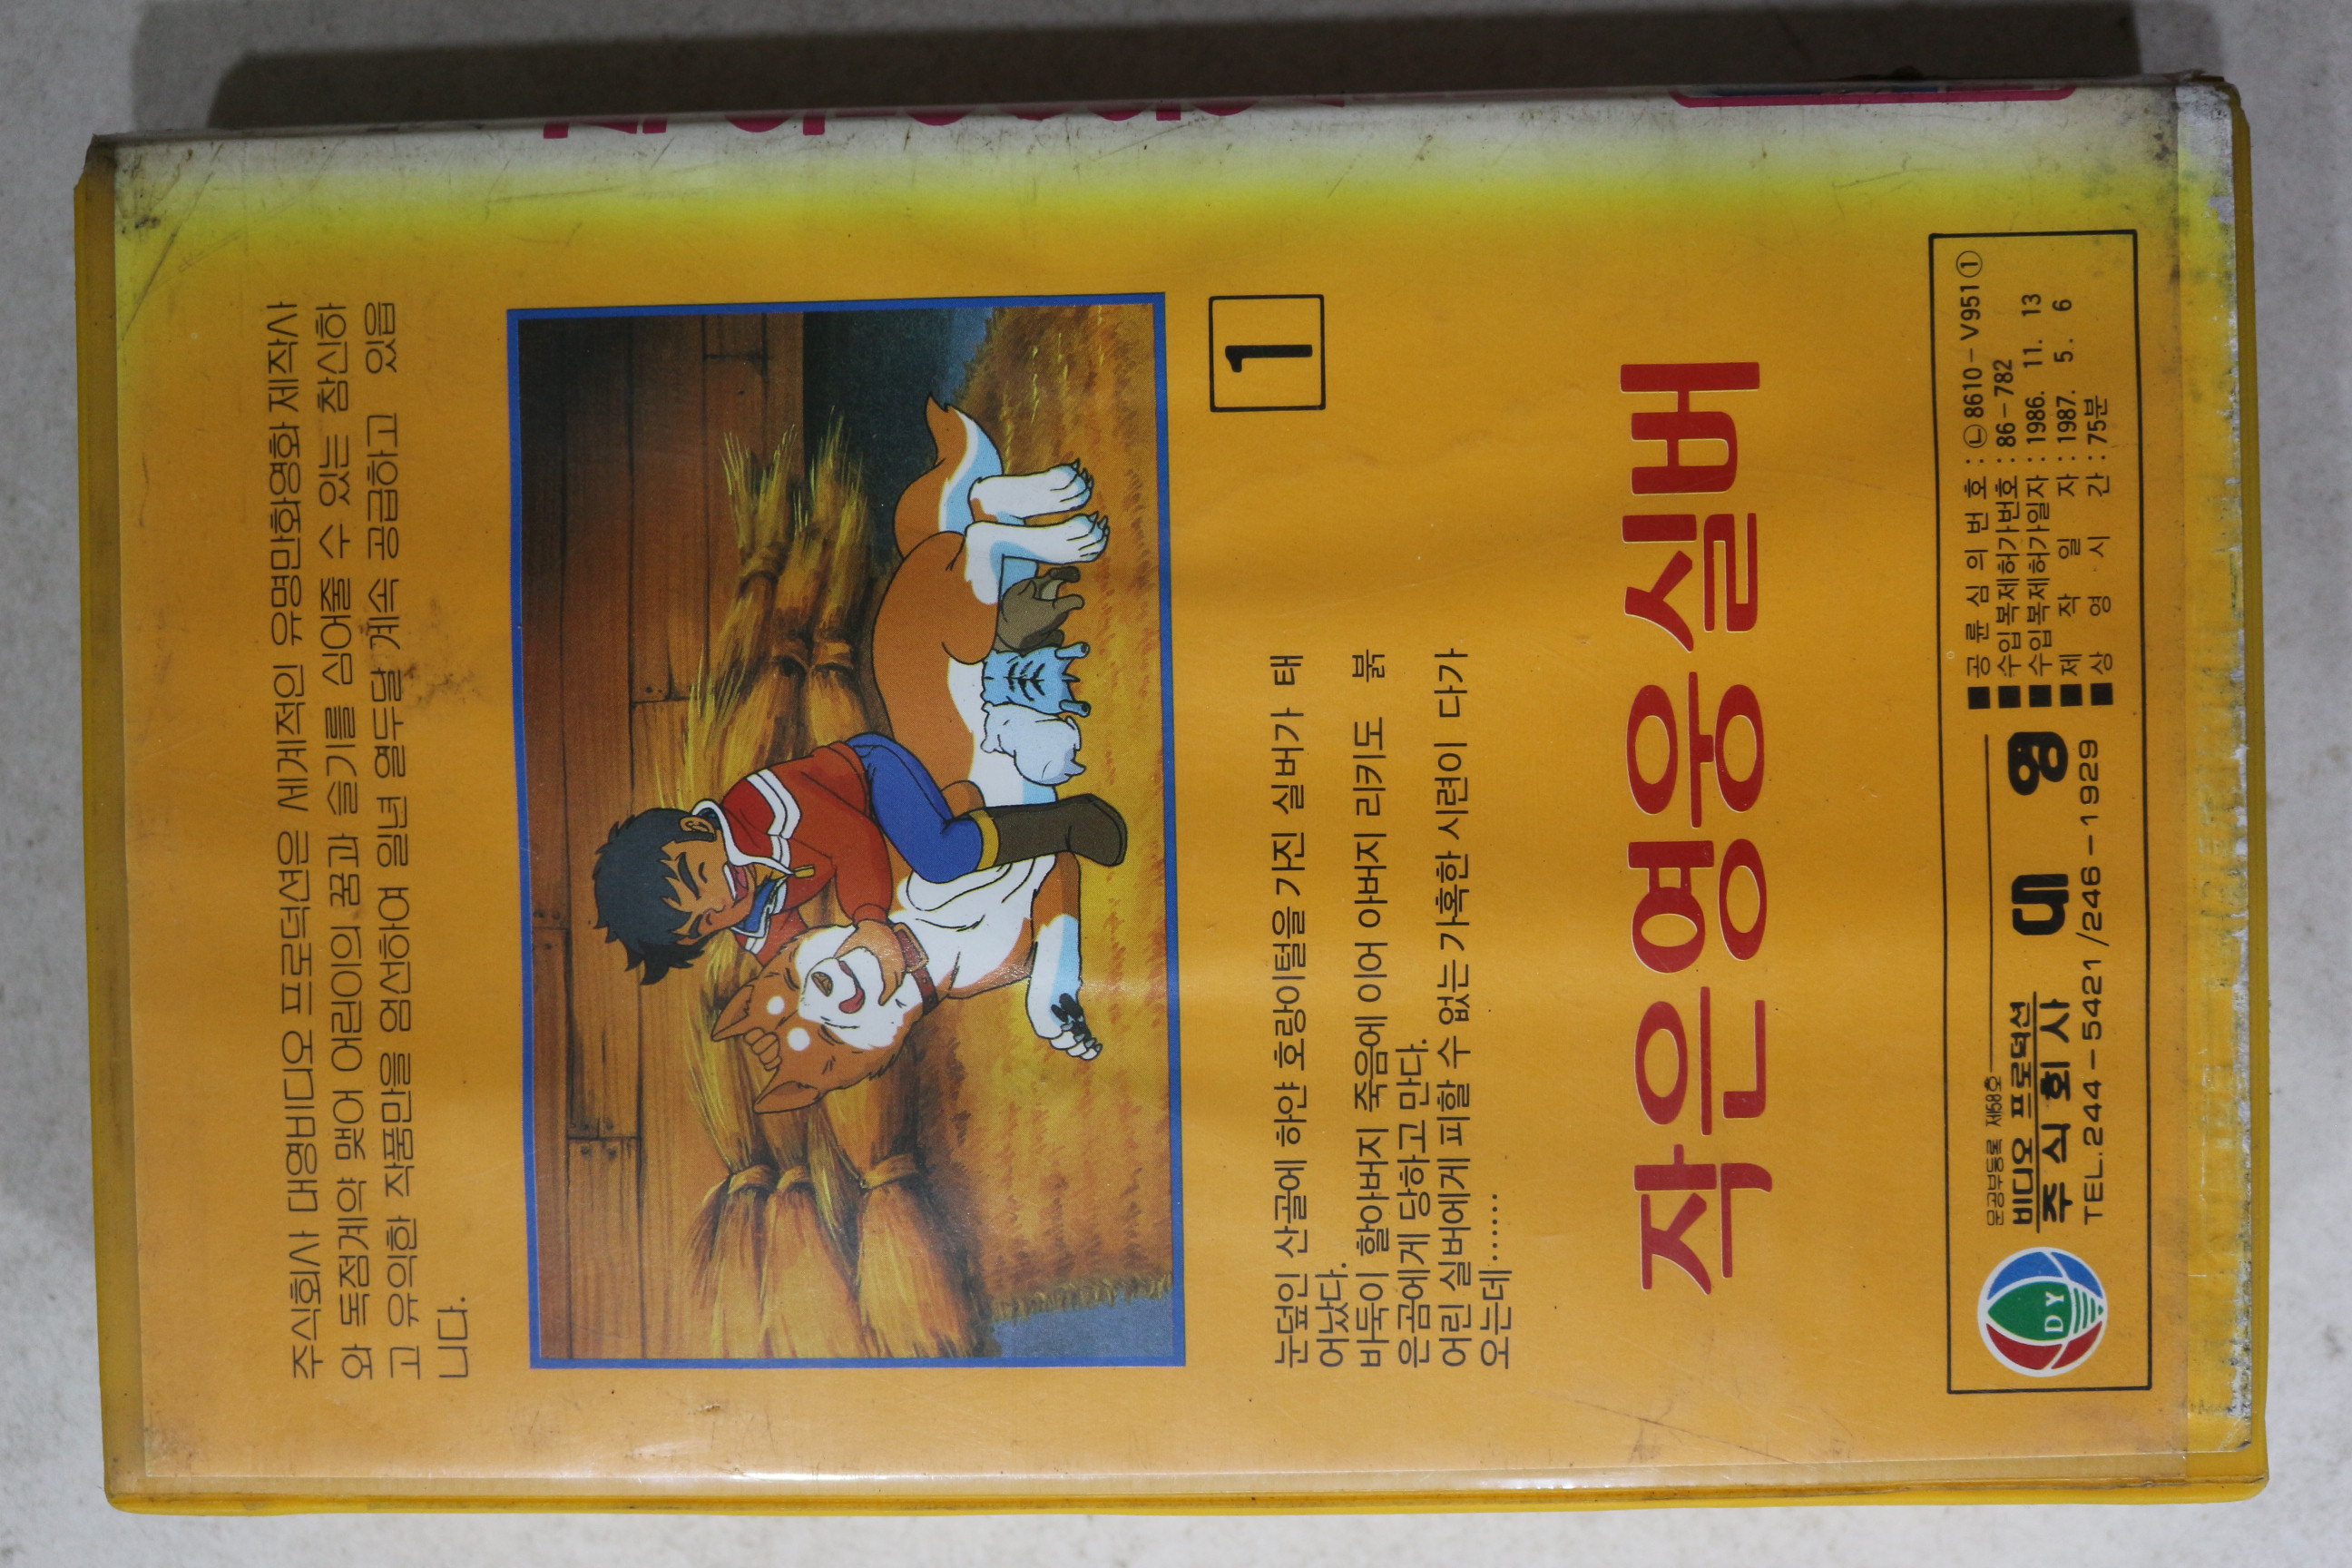 주식회사 대영비디오 프로덕션은 세계적인 유명만화영화 제작사
와 독점계약 맺어 어린이의 꿈과 슬기를 심어줄 수 있는 참신하
고 유익한 작품만을 엄선하여 일년 열두달 계속 공급하고 있읍
니다.
1
눈덮인 산골에 하얀 호랑이털을 가진 실버가 태
어났다.
바둑이 할아버지 죽음에 이어 아버지 리키도 붉
은곰에게 당하고 만다.
어린 실버에게 피할 수 없는 가혹한 시련이 다가
오는데……
작은영웅실버
DY
문공부등록 제68호
비디오 프로덕션
주식회사 대영
TEL. 244-5421/246-1929
■공륜심의번호 : Ⓛ8610-V951①
■수입복제허가번호 : 86-782
■수입복제허가일자 : 1986. 11. 13
■제작일자 : 1987. 5. 6
■상영시간 : 75분